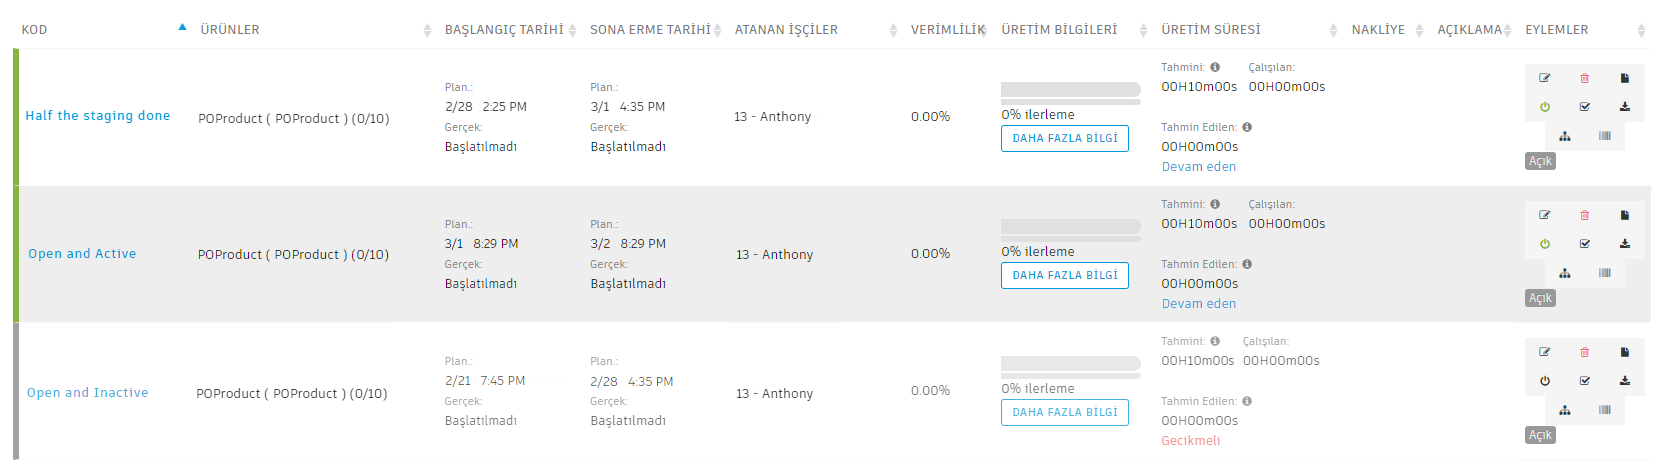 KOD ÜRÜNLER BAŞLANGIÇ TARİHİ SONA ERME TARİHİ ATANAN İŞÇİLER VERİMLİLİK ÜRETİM BİLGİLERİ ÜRETİM SÜRESİ NAKLİYE AÇIKLAMA EYLEMLER
Half the staging done
POProduct ( POProduct ) (0/10)
Plan.:
2/28 2:25 PM
Gerçek:
Başlatılmadı
Plan.:
3/1 4:35 PM
Gerçek:
Başlatılmadı
13 - Anthony
0.00%
0% ilerleme
DAHA FAZLA BİLGİ
Tahmini: Çalışılan:
00H10m00s 00H00m00s
Tahmin Edilen:
00H00m00s
Devam eden
Açık
Open and Active
POProduct ( POProduct ) (0/10)
Plan.:
3/1 8:29 PM
Gerçek:
Başlatılmadı
Plan.:
3/2 8:29 PM
Gerçek:
Başlatılmadı
13 - Anthony
0.00%
0% ilerleme
DAHA FAZLA BİLGİ
Tahmini: Çalışılan:
00H10m00s 00H00m00s
Tahmin Edilen:
00H00m00s
Devam eden
Açık
Open and Inactive
POProduct ( POProduct ) (0/10)
Plan.:
2/21 7:45 PM
Gerçek:
Başlatılmadı
Plan.:
2/28 4:35 PM
Gerçek:
Başlatılmadı
13 - Anthony
0.00%
0% ilerleme
DAHA FAZLA BİLGİ
Tahmini: Çalışılan:
00H10m00s 00H00m00s
Tahmin Edilen:
00H00m00s
Gecikmeli
Açık